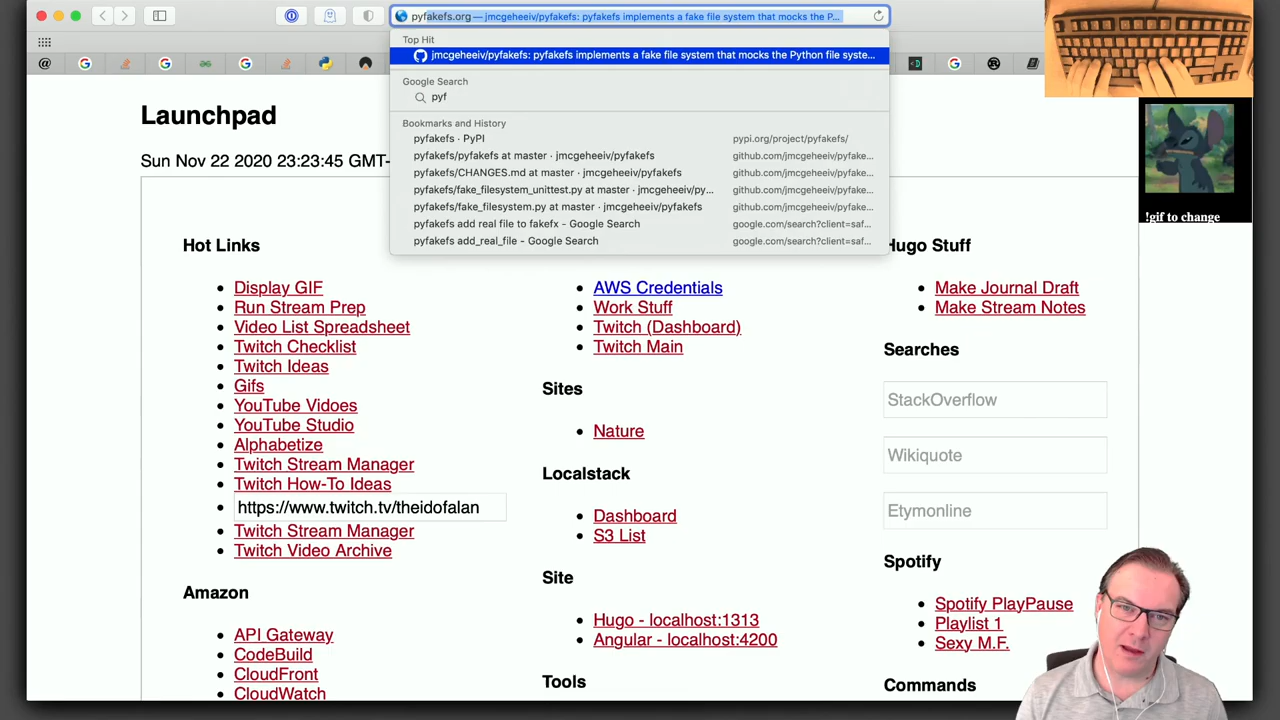 pyfakefs.org — jmcgeheeiv/pyfakefs: pyfakefs implements a fake file system that mocks the P...
Top Hit
jmcgeheeiv/pyfakefs: pyfakefs implements a fake file system that mocks the Python file syste...
Google Search
pyf
Bookmarks and History
pyfakefs · PyPI pypi.org/project/pyfakefs/
pyfakefs/pyfakefs at master · jmcgeheeiv/pyfakefs github.com/jmcgeheeiv/pyfake...
pyfakefs/CHANGES.md at master · jmcgeheeiv/pyfakefs github.com/jmcgeheeiv/pyfake...
pyfakefs/fake_filesystem_unittest.py at master · jmcgeheeiv/py... github.com/jmcgeheeiv/pyfake...
pyfakefs/fake_filesystem.py at master · jmcgeheeiv/pyfakefs github.com/jmcgeheeiv/pyfake...
pyfakefs add real file to fakefx - Google Search google.com/search?client=saf...
pyfakefs add_real_file - Google Search google.com/search?client=saf...
!gif to change
Launchpad
Sun Nov 22 2020 23:23:45 GMT-
Hot Links
Display GIF
Run Stream Prep
Video List Spreadsheet
Twitch Checklist
Twitch Ideas
Gifs
YouTube Vidoes
YouTube Studio
Alphabetize
Twitch Stream Manager
Twitch How-To Ideas
https://www.twitch.tv/theidofalan
Twitch Stream Manager
Twitch Video Archive
Amazon
API Gateway
CodeBuild
CloudFront
CloudWatch
AWS Credentials
Work Stuff
Twitch (Dashboard)
Twitch Main
Sites
Nature
Localstack
Dashboard
S3 List
Site
Hugo - localhost:1313
Angular - localhost:4200
Tools
Hugo Stuff
Make Journal Draft
Make Stream Notes
Searches
StackOverflow
Wikiquote
Etymonline
Spotify
Spotify PlayPause
Playlist 1
Sexy M.F.
Commands